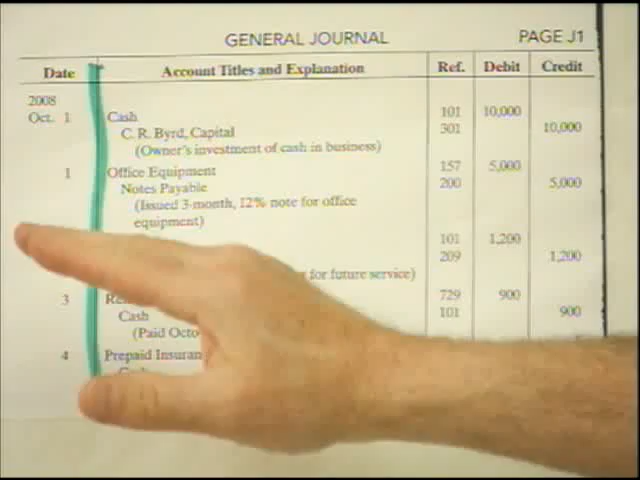 GENERAL JOURNAL PAGE J1
Date Account Titles and Explanation Ref. Debit Credit
2008
Oct. 1 Cash 101 10,000
C. R. Byrd, Capital 301 10,000
(Owner's investment of cash in business)
1 Office Equipment 157 5,000
Notes Payable 200 5,000
(Issued 3-month, 12% note for office
equipment)
101 1,200
209 1,200
for future service)
3 729 900
Cash 101 900
(Paid
4 Prepaid